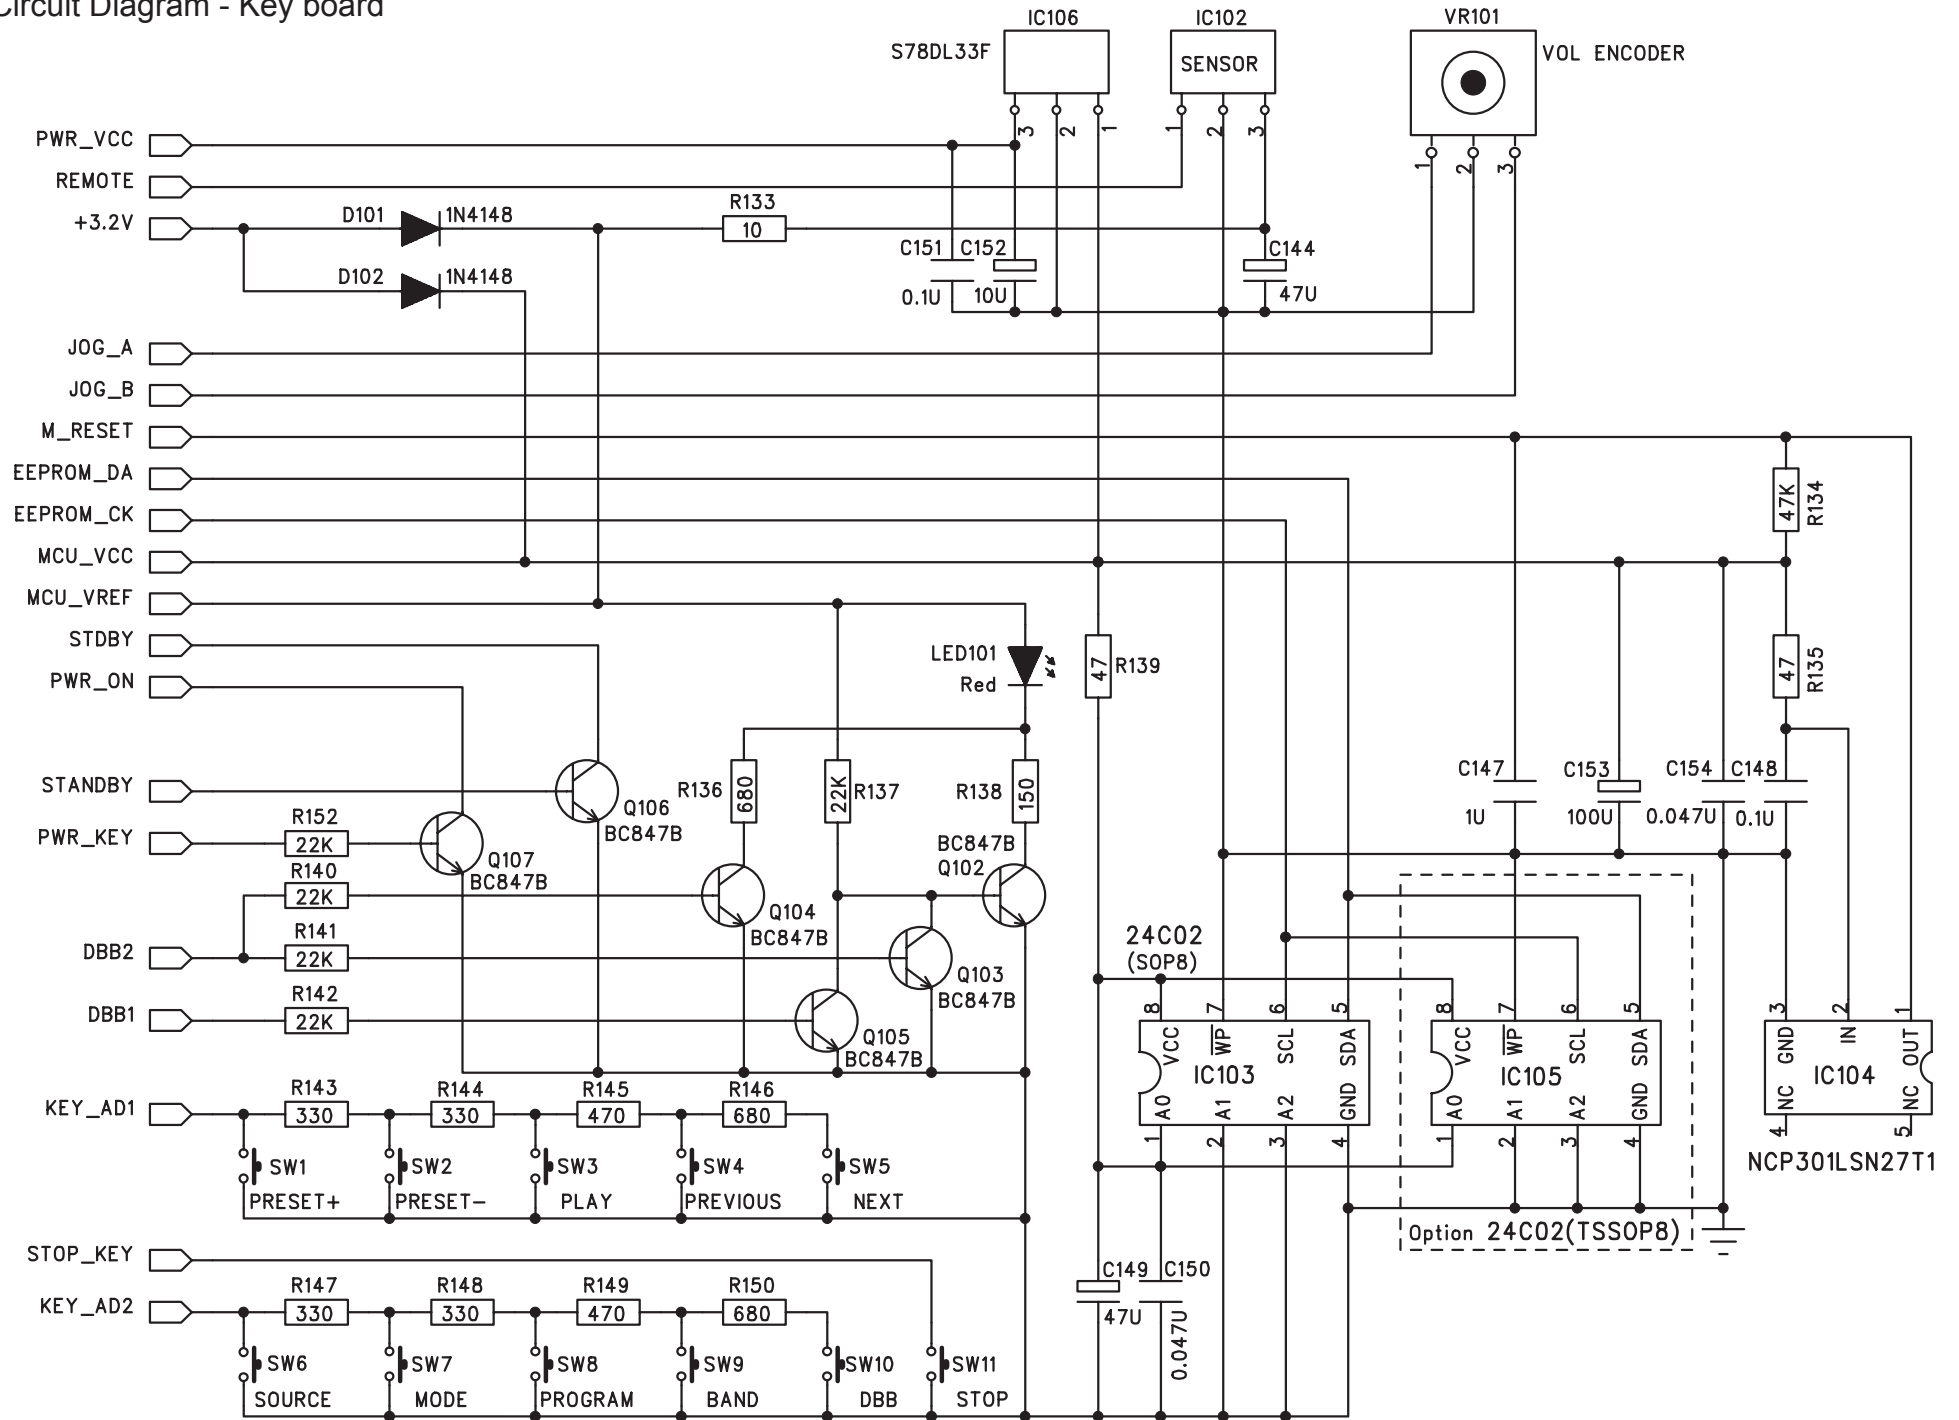 Circuit Diagram - Key board
IC106
IC102
VR101
S78DL33F
SENSOR
VOL ENCODER
3
2
1
1
2
3
1
2
3
PWR_VCC
REMOTE
+3.2V
D101
1N4148
R133
10
D102
1N4148
C151
C152
C144
0.1U
10U
47U
JOG_A
JOG_B
M_RESET
EEPROM_DA
EEPROM_CK
MCU_VCC
MCU_VREF
STDBY
PWR_ON
47K
R134
LED101
Red
47
R139
47
R135
STANDBY
PWR_KEY
R152
22K
Q106
BC847B
R136
680
22K
R137
R138
150
C147
1U
C153
100U
C154
0.047U
C148
0.1U
Q107
BC847B
BC847B
Q102
R140
22K
Q104
BC847B
DBB2
R141
22K
Q103
BC847B
DBB1
R142
22K
Q105
BC847B
24C02
(SOP8)
8
7
6
5
VCC
WP
SCL
SDA
IC103
A0
A1
A2
GND
1
2
3
4
8
7
6
5
VCC
WP
SCL
SDA
IC105
A0
A1
A2
GND
1
2
3
4
Option 24C02(TSSOP8)
3
2
1
GND
IN
OUT
IC104
NC
NC
4
5
NCP301LSN27T1
KEY_AD1
R143
330
R144
330
R145
470
R146
680
SW1
SW2
SW3
SW4
SW5
PRESET+
PRESET-
PLAY
PREVIOUS
NEXT
STOP_KEY
KEY_AD2
R147
330
R148
330
R149
470
R150
680
C149
47U
C150
0.047U
SW6
SW7
SW8
SW9
SW10
SW11
SOURCE
MODE
PROGRAM
BAND
DBB
STOP